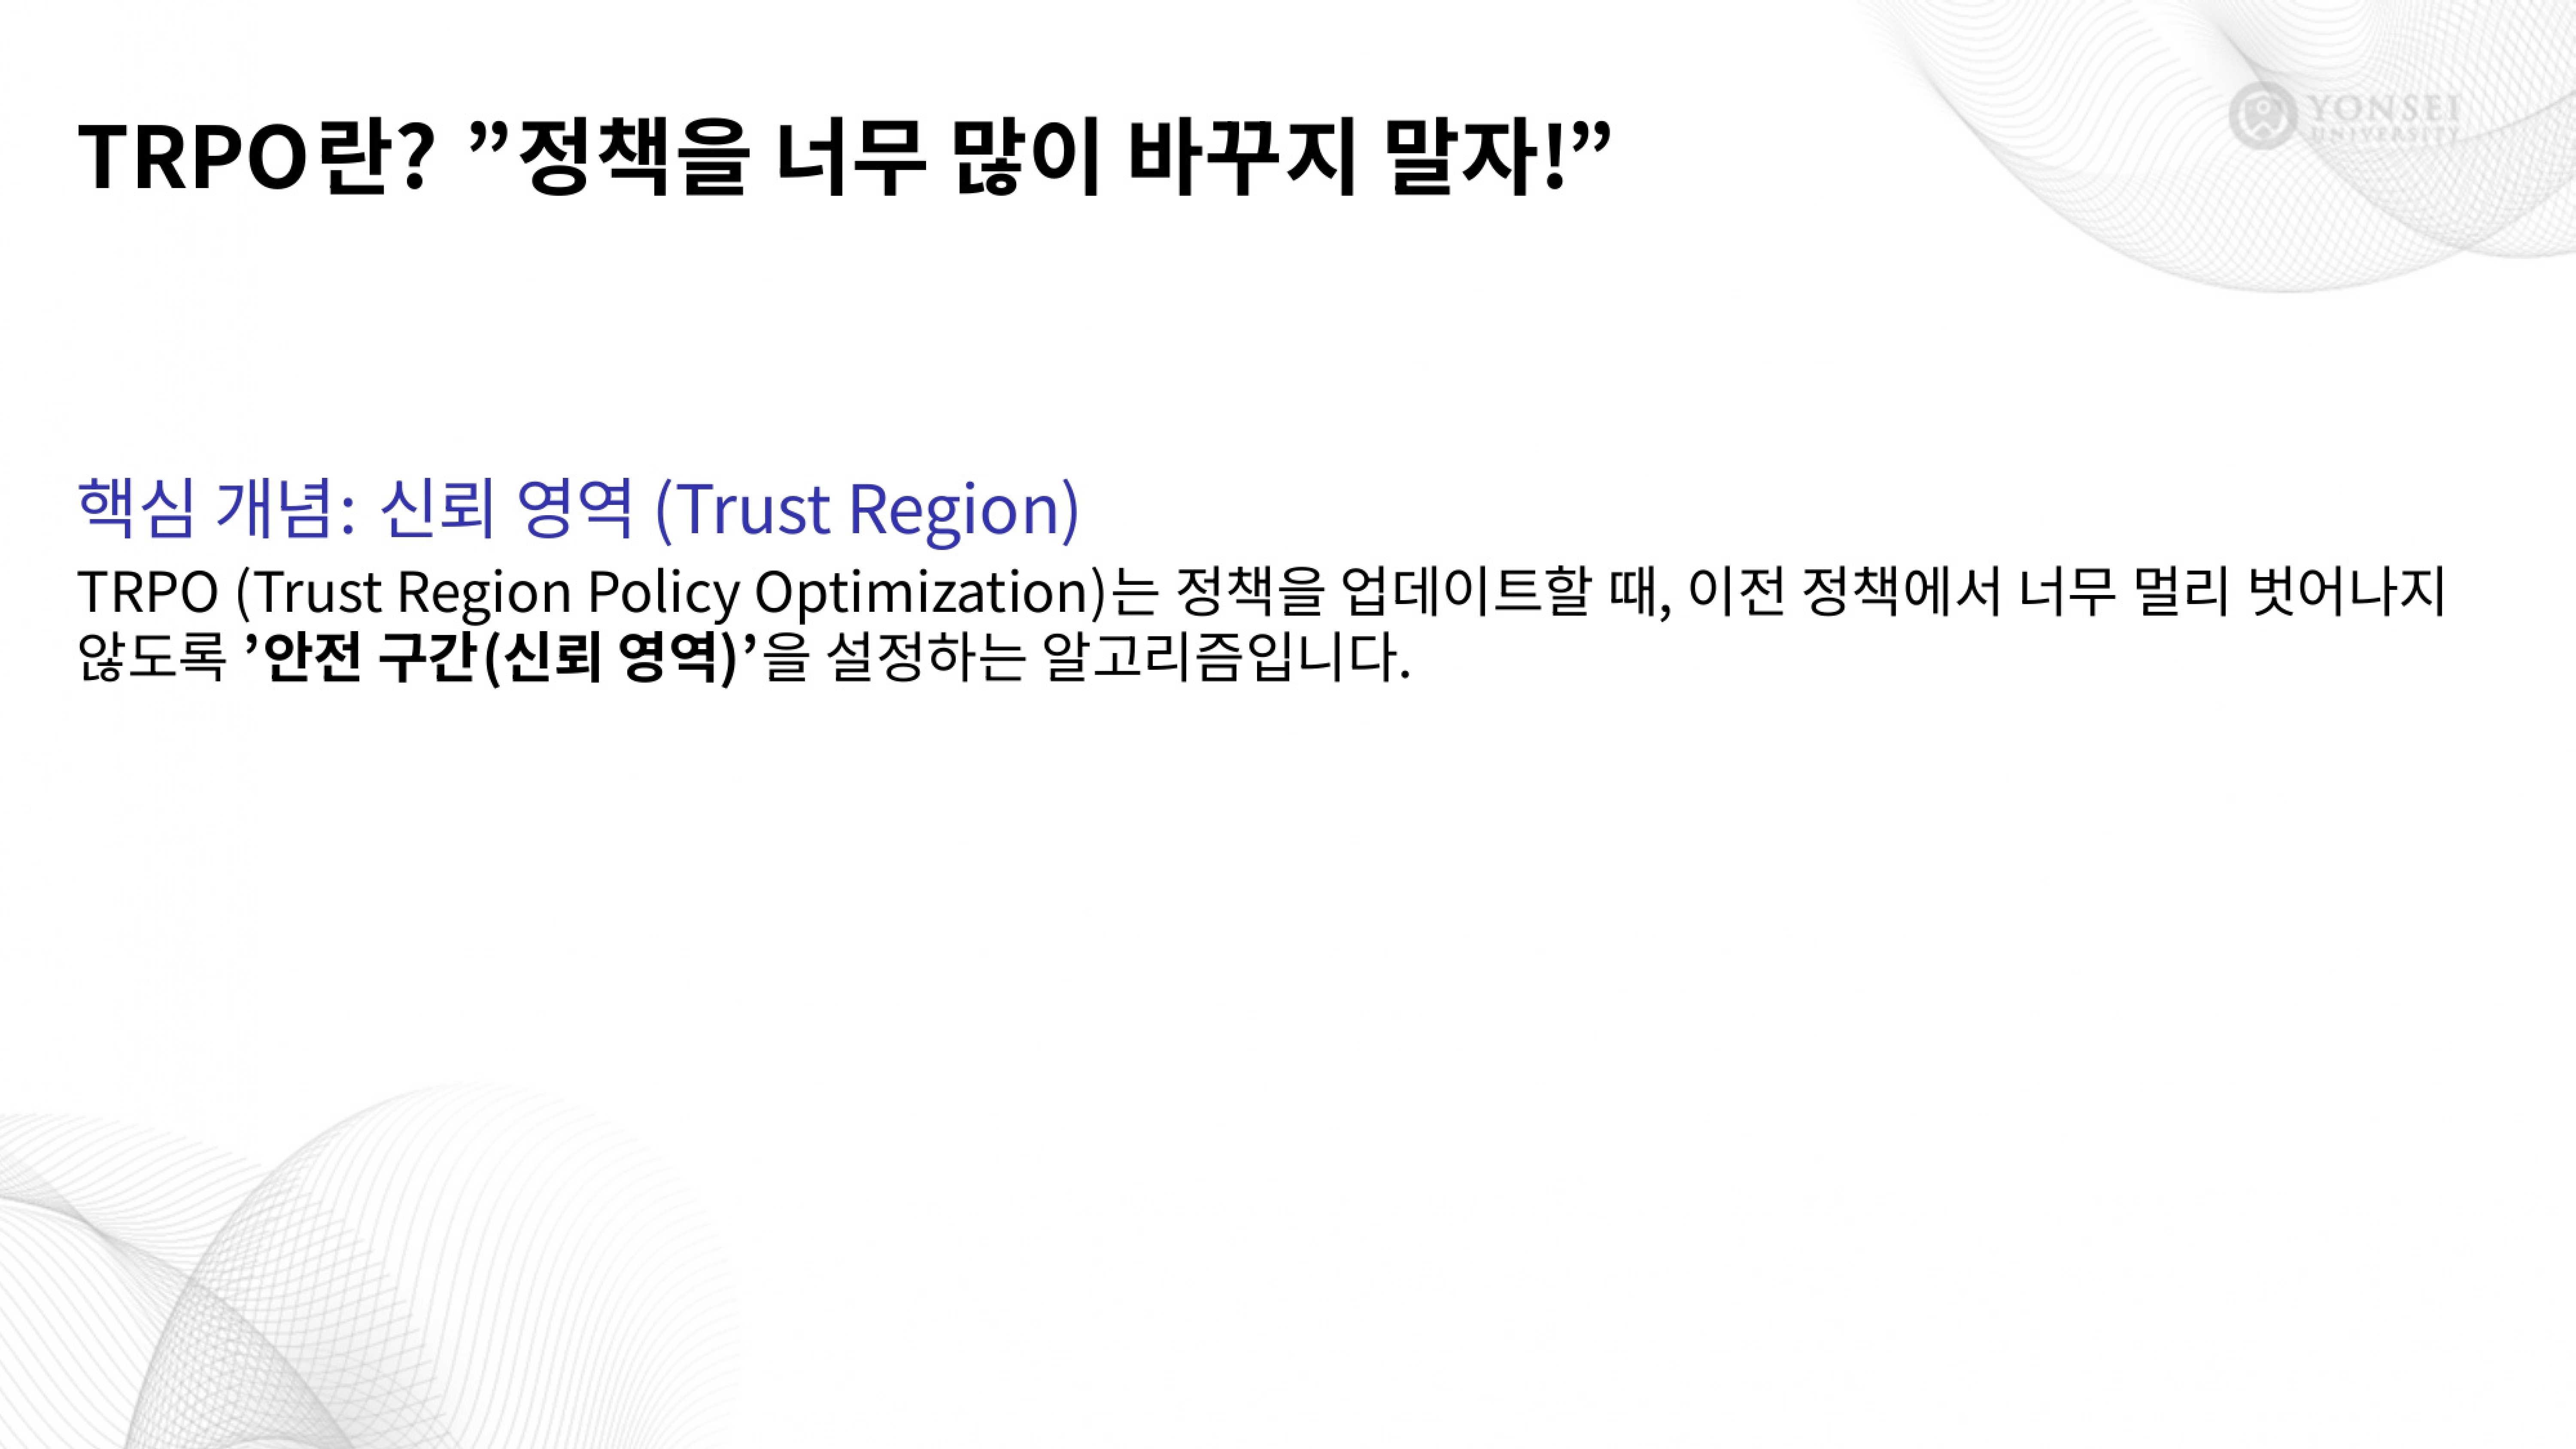 TRPO란? ”정책을 너무 많이 바꾸지 말자!”
YONSEI
UNIVERSITY
핵심 개념: 신뢰 영역 (Trust Region)
TRPO (Trust Region Policy Optimization)는 정책을 업데이트할 때, 이전 정책에서 너무 멀리 벗어나지
않도록 ’안전 구간(신뢰 영역)’을 설정하는 알고리즘입니다.